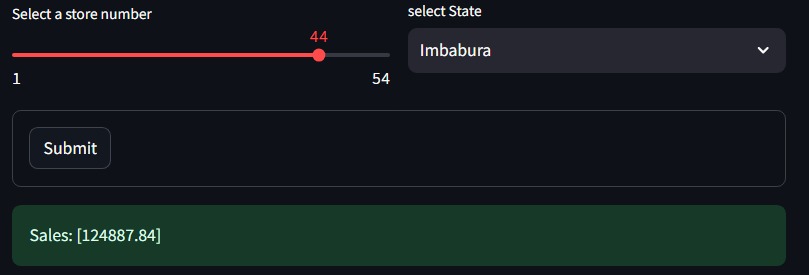 Select a store number
44
1
54
select State
Imbabura
Submit
Sales: [124887.84]